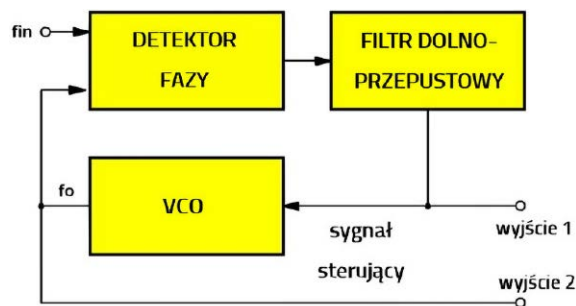 fin
DETEKTOR
FAZY
FILTR DOLNO-
PRZEPUSTOWY
fo
VCO
sygnał
sterujący
wyjście 1
wyjście 2